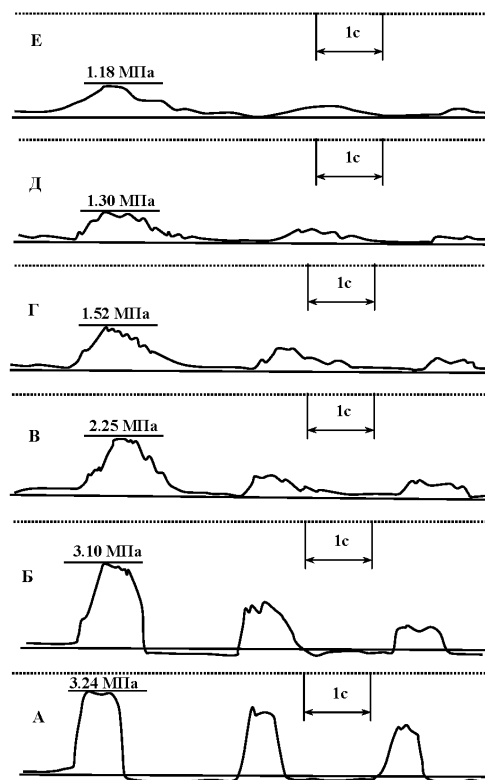 1с
Е
1.18 МПа
1с
Д
1.30 МПа
1с
Г
1.52 МПа
1с
В
2.25 МПа
1с
3.10 МПа
Б
1с
3.24 МПа
А